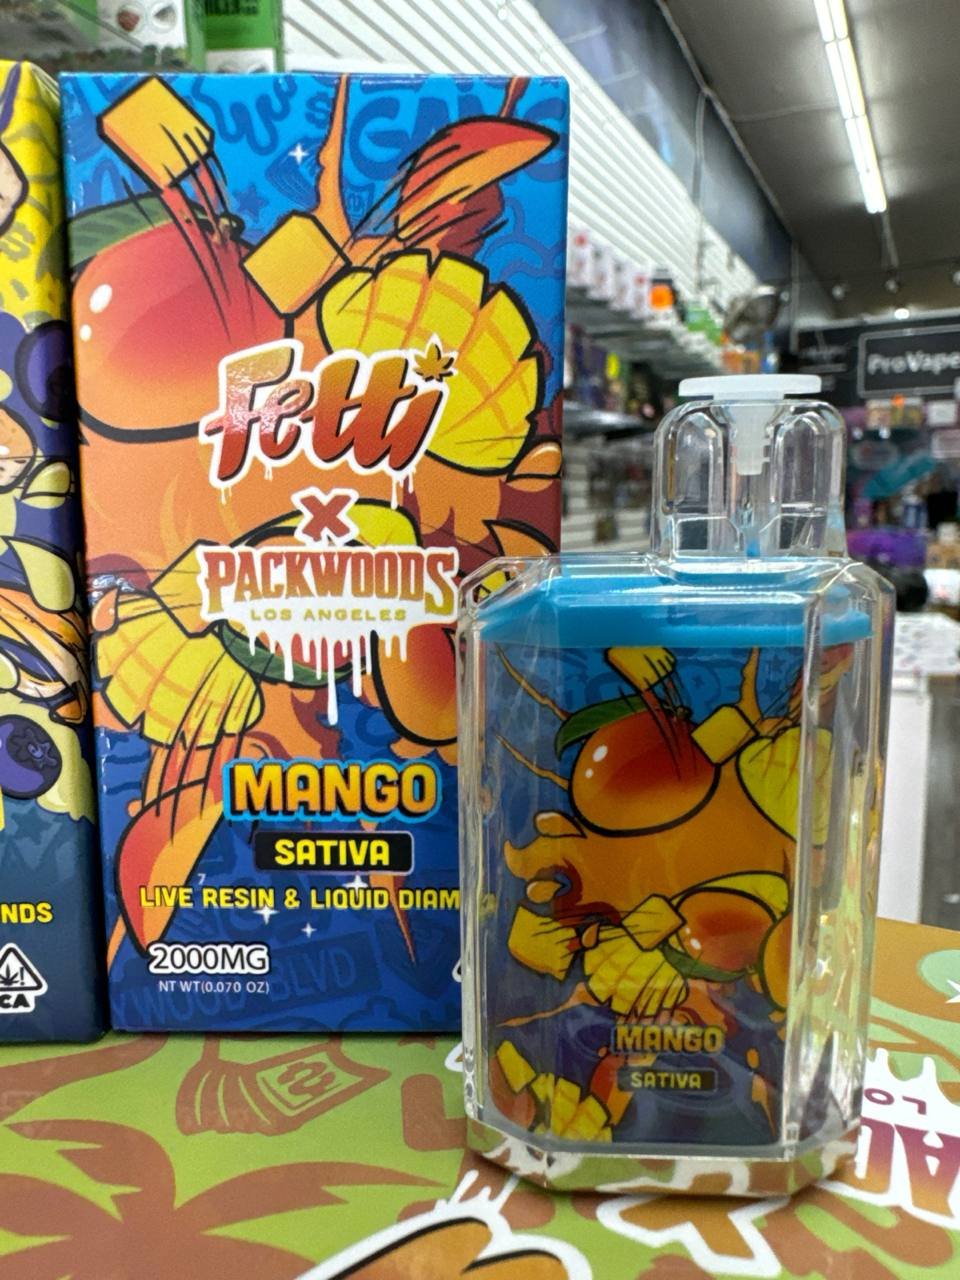 Fetti
X
PACKWOODS
LOS ANGELES
MANGO
SATIVA
LIVE RESIN & LIQUID DIAM
2000MG
NT WT(0.070 OZ)
NDS
CA
ProVape
MANGO
SATIVA